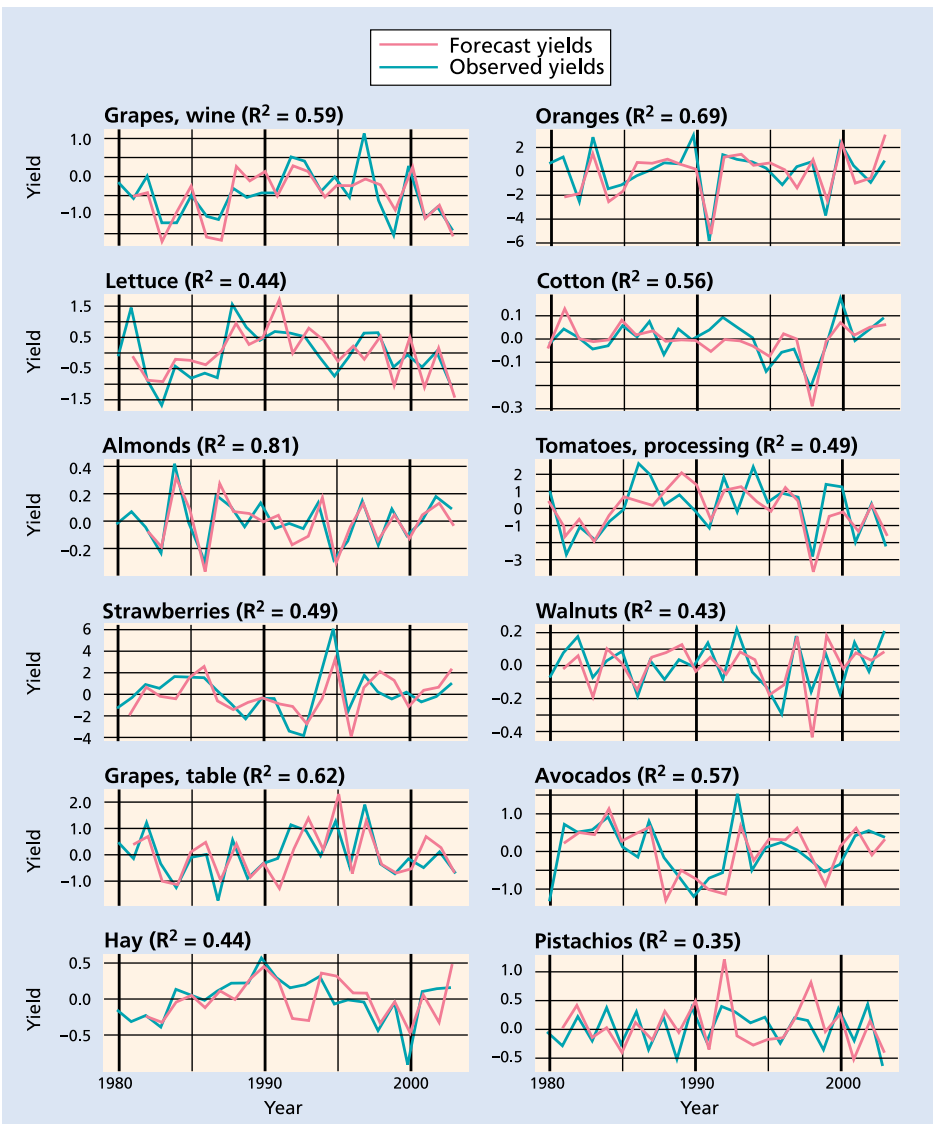 Forecast yields
Observed yields
Grapes, wine (R² = 0.59)
Yield
1.0
0.0
−1.0
Oranges (R² = 0.69)
2
0
−2
−4
−6
Lettuce (R² = 0.44)
Yield
1.5
0.5
−0.5
−1.5
Cotton (R² = 0.56)
0.1
0.0
−0.1
−0.3
Almonds (R² = 0.81)
Yield
0.4
0.2
0.0
−0.2
Tomatoes, processing (R² = 0.49)
2
1
0
−1
−3
Strawberries (R² = 0.49)
Yield
6
4
2
0
−2
−4
Walnuts (R² = 0.43)
0.2
0.0
−0.2
−0.4
Grapes, table (R² = 0.62)
Yield
2.0
1.0
0.0
−1.0
Avocados (R² = 0.57)
1.0
0.0
−1.0
Hay (R² = 0.44)
Yield
0.5
0.0
−0.5
1980 1990 2000
Year
Pistachios (R² = 0.35)
1.0
0.5
0.0
−0.5
1980 1990 2000
Year